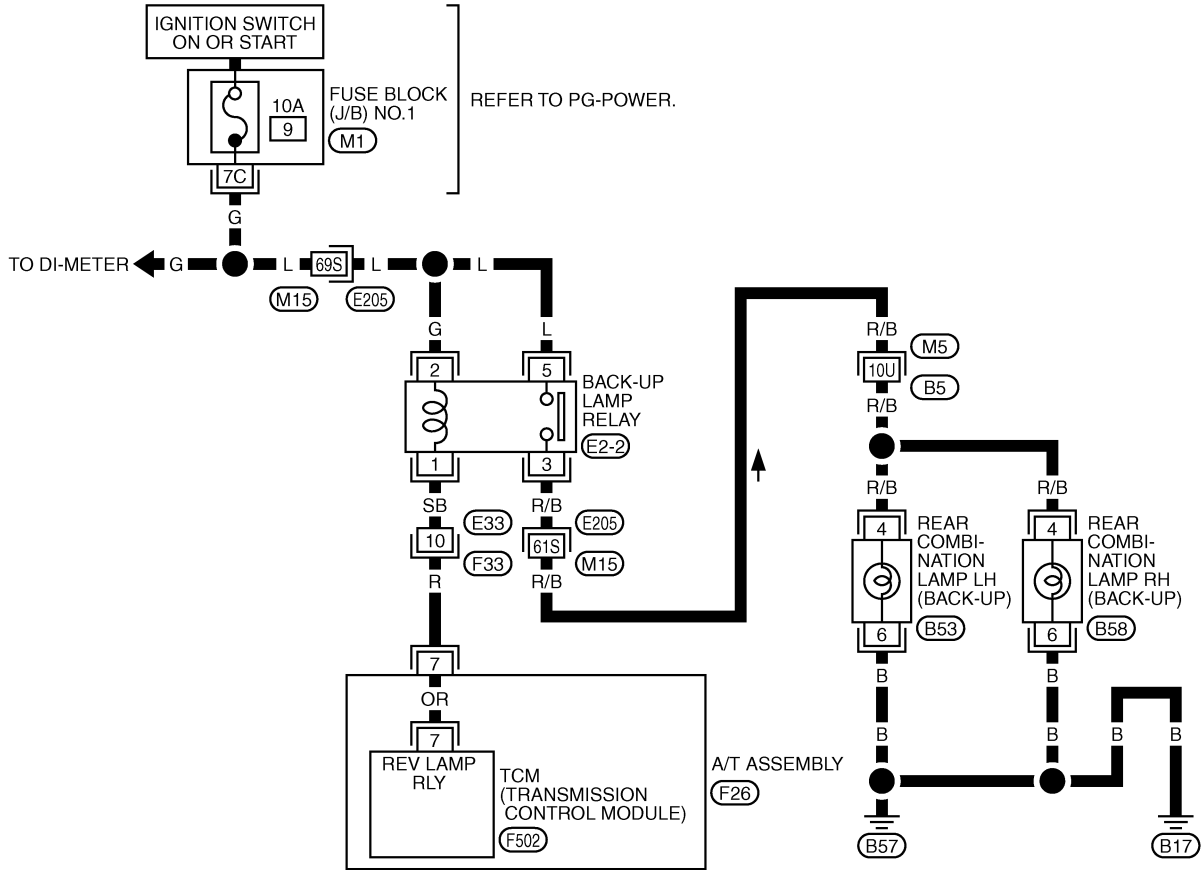 IGNITION SWITCH
ON OR START
FUSE BLOCK
(J/B) NO.1
M1
10A
9
7C
REFER TO PG-POWER.
G
TO DI-METER
G
L
69S
L
L
M15
E205
G
L
2
5
BACK-UP
LAMP
RELAY
E2-2
1
3
SB
R/B
10
E33
F33
61S
E205
M15
R
R/B
R/B
10U
M5
B5
R/B
R/B
R/B
4
REAR
COMBI-
NATION
LAMP LH
(BACK-UP)
B53
6
4
REAR
COMBI-
NATION
LAMP RH
(BACK-UP)
B58
6
B
B
B
B
B
B
B57
B17
7
OR
7
REV LAMP
RLY
TCM
(TRANSMISSION
CONTROL MODULE)
F502
A/T ASSEMBLY
F26